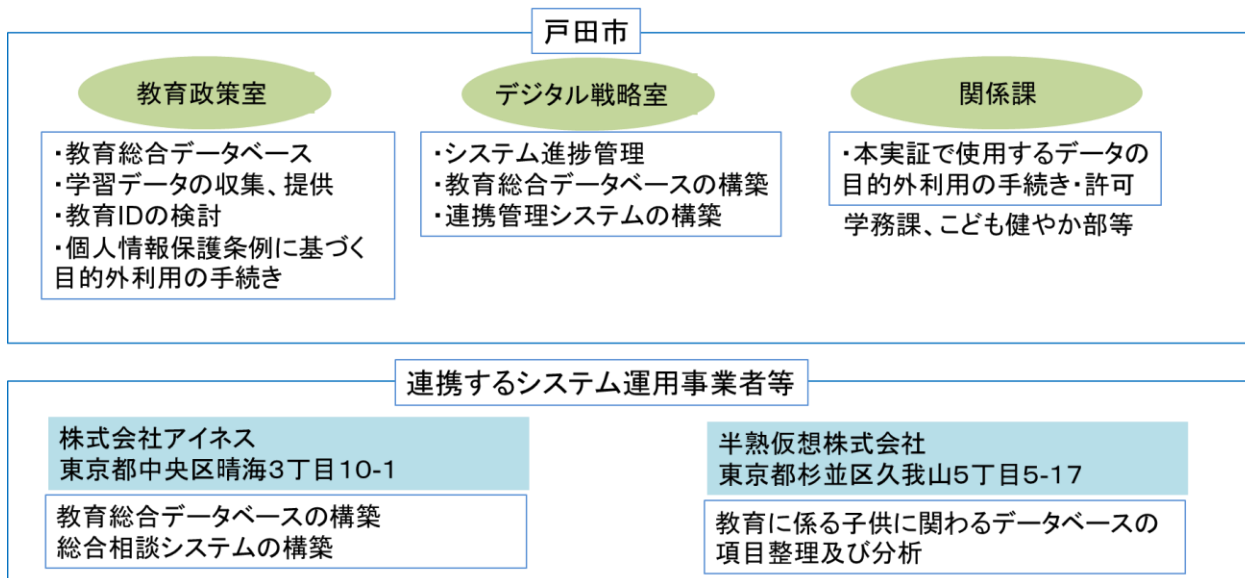 戸田市
教育政策室
・教育総合データベース
・学習データの収集、提供
・教育IDの検討
・個人情報保護条例に基づく
目的外利用の手続き
デジタル戦略室
・システム進捗管理
・教育総合データベースの構築
・連携管理システムの構築
関係課
・本実証で使用するデータの
目的外利用の手続き・許可
学務課、こども健やか部等
連携するシステム運用事業者等
株式会社アイネス
東京都中央区晴海3丁目10-1
教育総合データベースの構築
総合相談システムの構築
半熟仮想株式会社
東京都杉並区久我山5丁目5-17
教育に係る子供に関わるデータベースの
項目整理及び分析